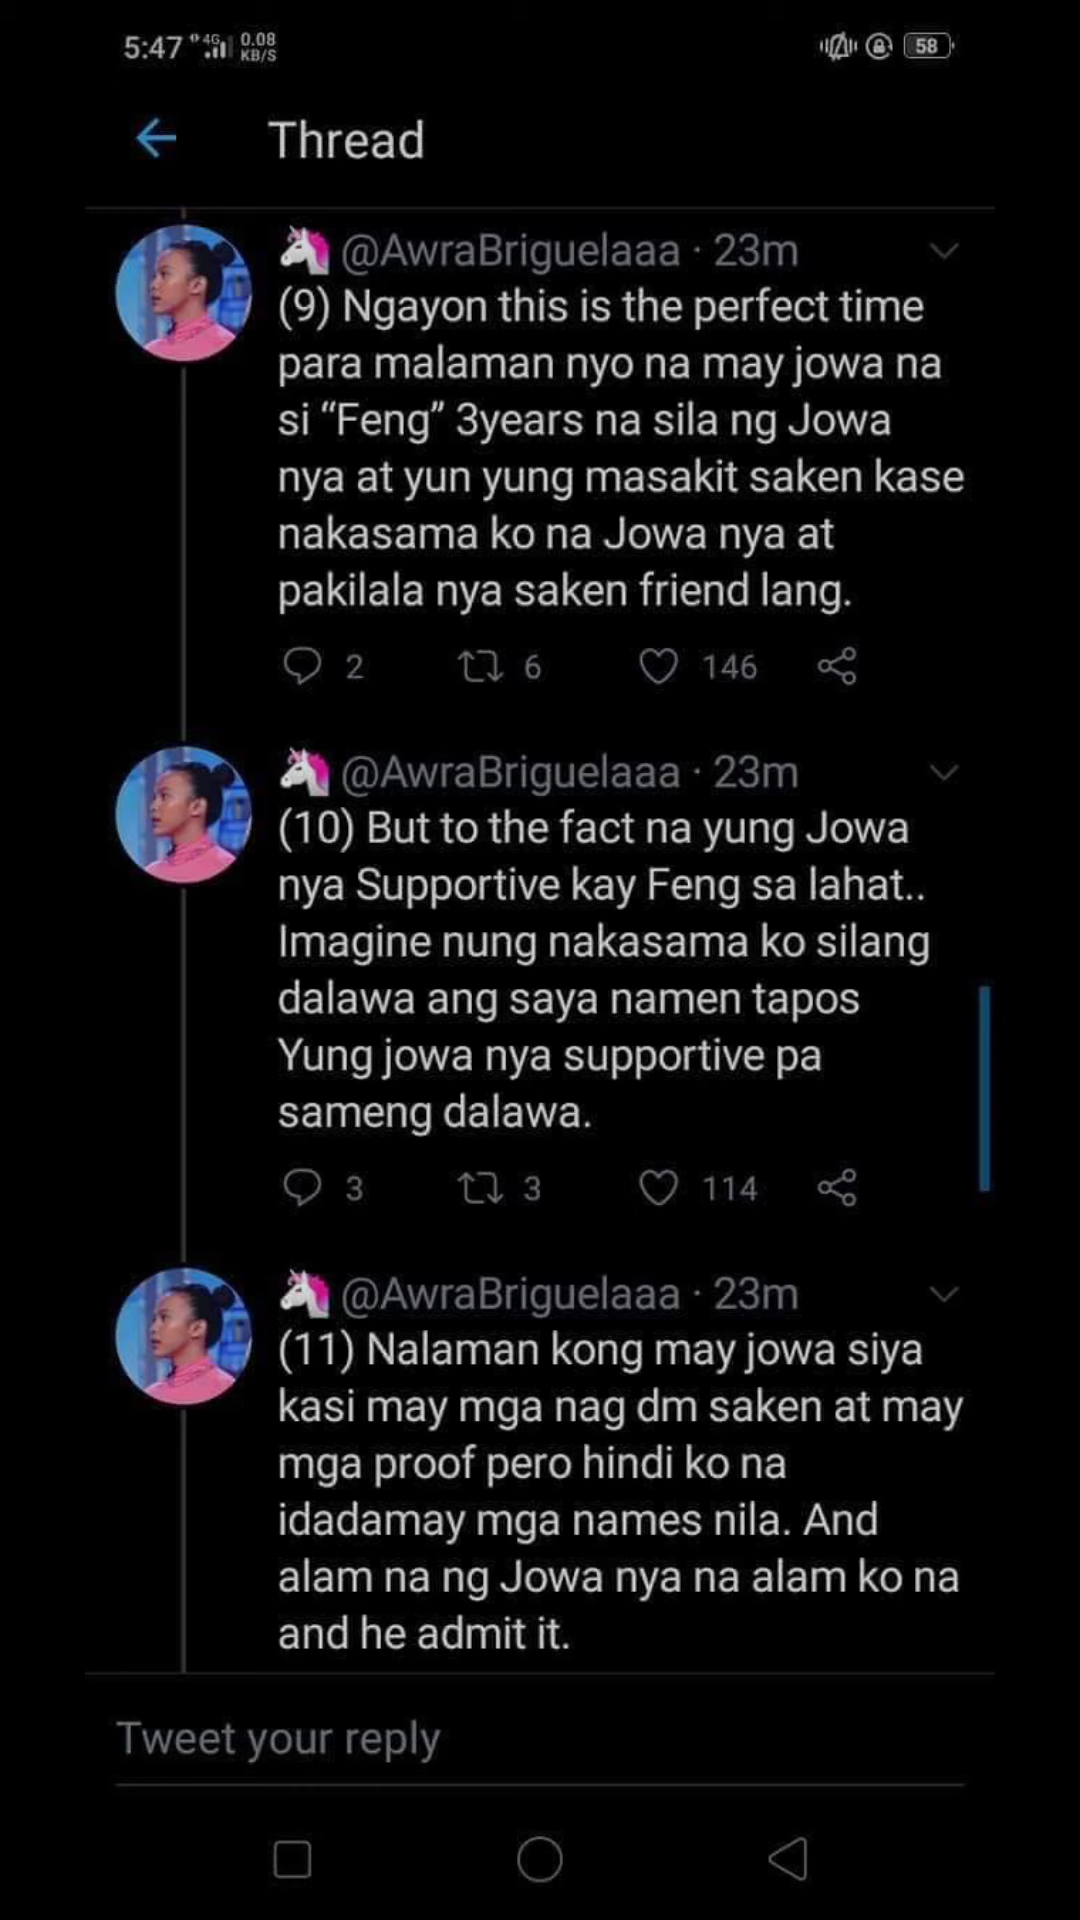 5:47 4G 0.08 KB/S 58
Thread
@AwraBriguelaaa · 23m
(9) Ngayon this is the perfect time
para malaman nyo na may jowa na
si “Feng” 3years na sila ng Jowa
nya at yun yung masakit saken kase
nakasama ko na Jowa nya at
pakilala nya saken friend lang.
2 6 146
@AwraBriguelaaa · 23m
(10) But to the fact na yung Jowa
nya Supportive kay Feng sa lahat..
Imagine nung nakasama ko silang
dalawa ang saya namen tapos
Yung jowa nya supportive pa
sameng dalawa.
3 3 114
@AwraBriguelaaa · 23m
(11) Nalaman kong may jowa siya
kasi may mga nag dm saken at may
mga proof pero hindi ko na
idadamay mga names nila. And
alam na ng Jowa nya na alam ko na
and he admit it.
Tweet your reply